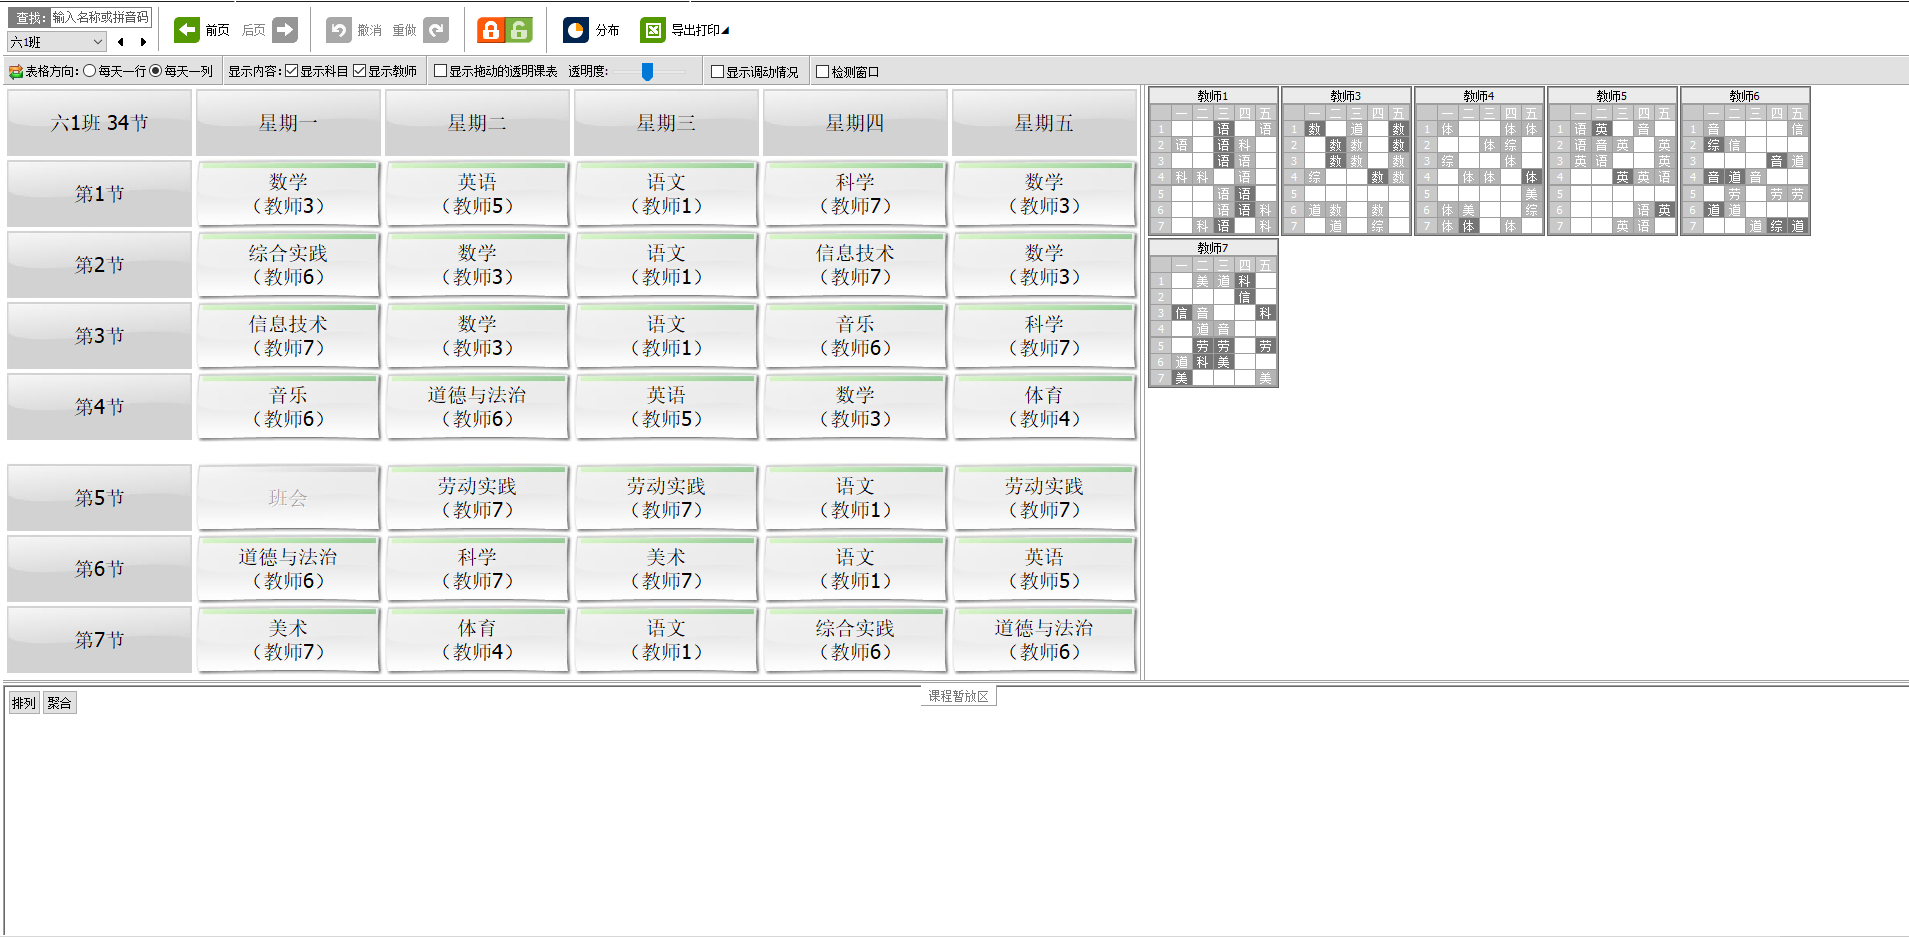 查找: 输入名称或拼音码
六1班
前页 后页 撤消 重做 分布 导出打印
表格方向: 每天一行 每天一列 显示内容: 显示科目 显示教师 显示拖动的透明课表 透明度: 显示调动情况 检测窗口
六1班 34节 星期一 星期二 星期三 星期四 星期五
第1节 数学 英语 语文 科学 数学
（教师3） （教师5） （教师1） （教师7） （教师3）
第2节 综合实践 数学 语文 信息技术 数学
（教师6） （教师3） （教师1） （教师7） （教师3）
第3节 信息技术 数学 语文 音乐 科学
（教师7） （教师3） （教师1） （教师6） （教师7）
第4节 音乐 道德与法治 英语 数学 体育
（教师6） （教师6） （教师5） （教师3） （教师4）
第5节 班会 劳动实践 劳动实践 语文 劳动实践
（教师7） （教师7） （教师1） （教师7）
第6节 道德与法治 科学 美术 语文 英语
（教师6） （教师7） （教师7） （教师1） （教师5）
第7节 美术 体育 语文 综合实践 道德与法治
（教师7） （教师4） （教师1） （教师6） （教师6）
教师1
一 二 三 四 五
1 语 语
2 语 语 科
3 语 语
4 科 科 语
5 语 语
6 语 语 科
7 科 语 科
教师3
一 二 三 四 五
1 数 道 数
2 数 数 数
3 数 数 数
4 综 数 数
5
6 道 数 数
7 道 综
教师4
一 二 三 四 五
1 体 体 体
2 体 综
3 综 体
4 体 体 体
5 美
6 体 美 综
7 体 体 体
教师5
一 二 三 四 五
1 语 英 音
2 语 音 英 英
3 英 语 英
4 英 英 语
5
6 语 英
7 英 语
教师6
一 二 三 四 五
1 音 信
2 综 信
3 音 道
4 音 道 音
5 劳 劳 劳
6 道 道
7 道 综 道
教师7
一 二 三 四 五
1 美 道 科
2 信
3 信 音 科
4 道 音
5 劳 劳 劳
6 道 科 美
7 美 美
排列 聚合 课程暂放区